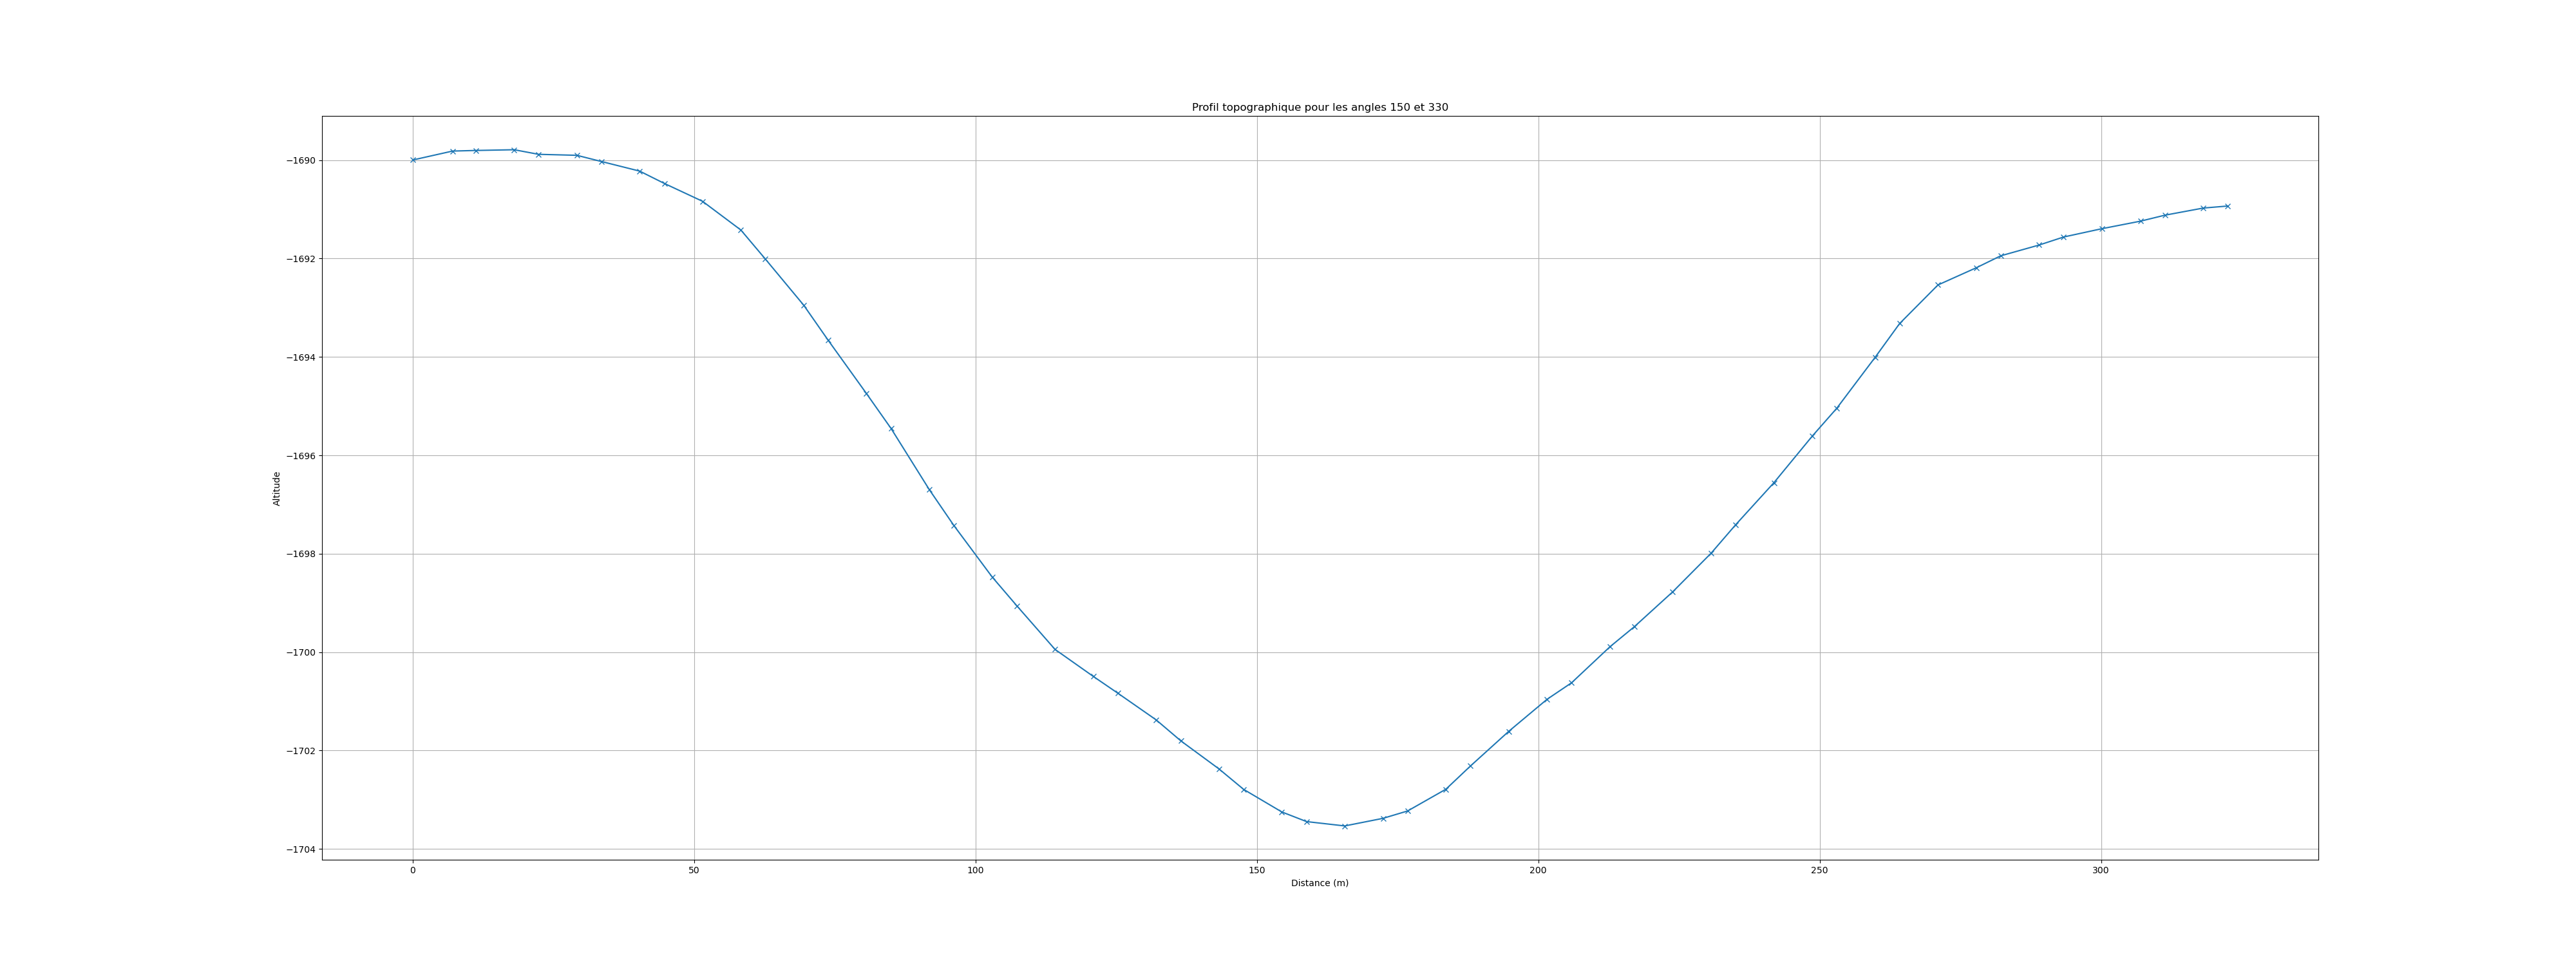 Profil topographique pour les angles 150 et 330
Altitude
−1690
−1692
−1694
−1696
−1698
−1700
−1702
−1704
0 50 100 150 200 250 300
Distance (m)